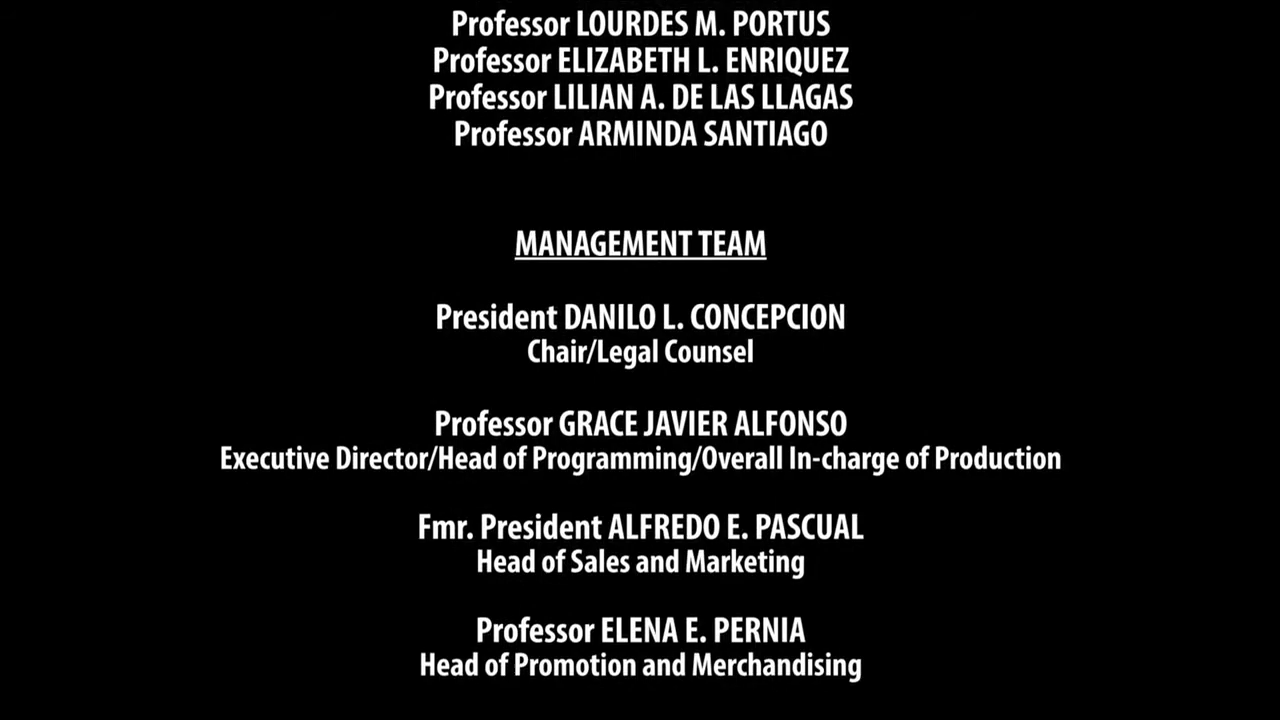 Professor LOURDES M. PORTUS
Professor ELIZABETH L. ENRIQUEZ
Professor LILIAN A. DE LAS LLAGAS
Professor ARMINDA SANTIAGO
MANAGEMENT TEAM
President DANILO L. CONCEPCION
Chair/Legal Counsel
Professor GRACE JAVIER ALFONSO
Executive Director/Head of Programming/Overall In-charge of Production
Fmr. President ALFREDO E. PASCUAL
Head of Sales and Marketing
Professor ELENA E. PERNIA
Head of Promotion and Merchandising